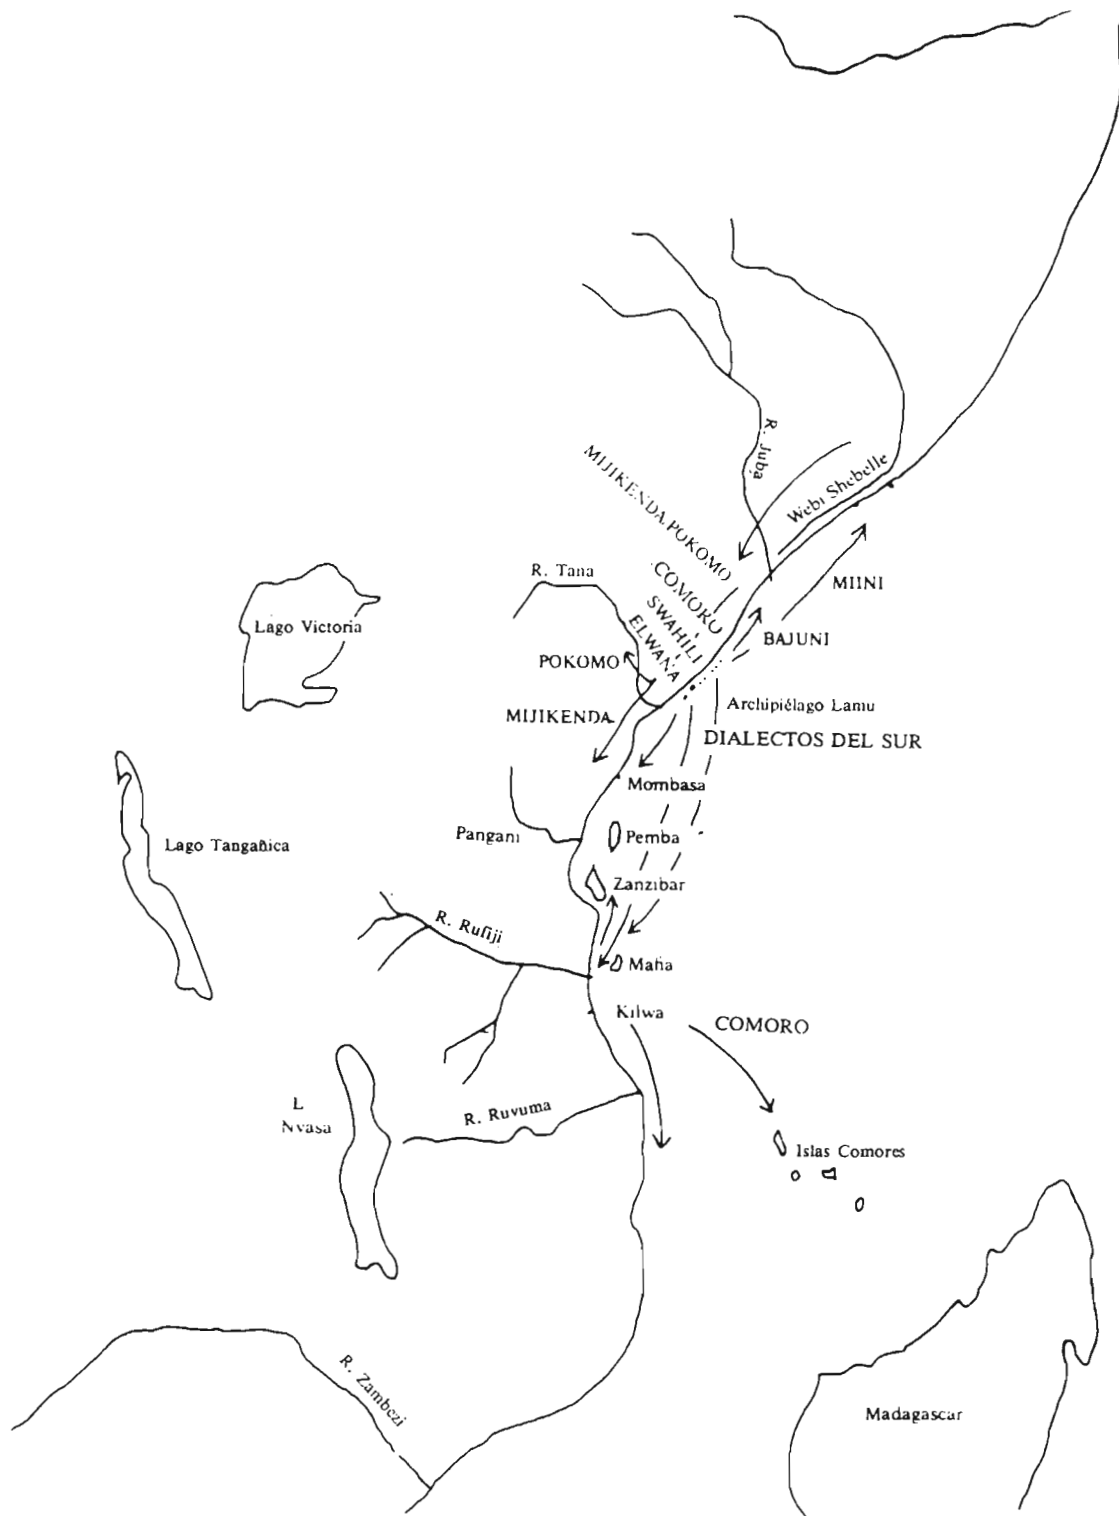 R. Juba
Webi Shebelle
MIJIKENDA POKOMO
COMORO
SWAHILI
ELWANA
MIINI
BAJUNI
R. Tana
Lago Victoria
POKOMO
MIJIKENDA
Archipiélago Lamu
DIALECTOS DEL SUR
Mombasa
Pangani
Pemba
Lago Tangañica
Zanzibar
R. Rufiji
Mafia
Kilwa
COMORO
L
Nyasa
R. Ruvuma
Islas Comores
R. Zambezi
Madagascar